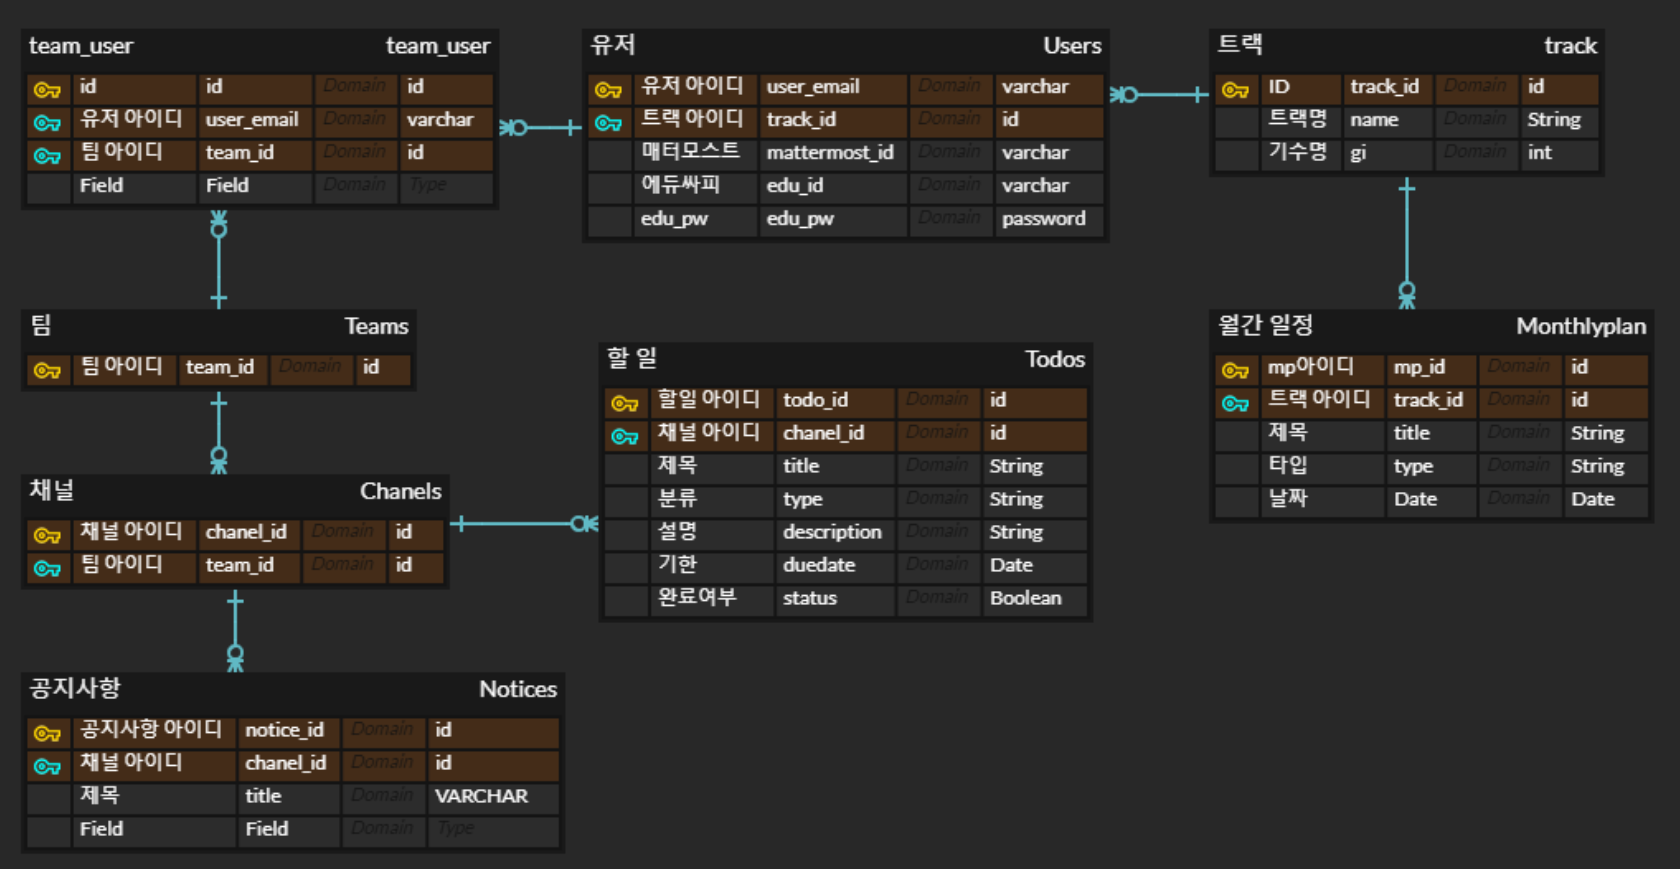 team_user team_user
id id Domain id
유저 아이디 user_email Domain varchar
팀 아이디 team_id Domain id
Field Field Domain Type
유저 Users
유저 아이디 user_email Domain varchar
트랙 아이디 track_id Domain id
매터모스트 mattermost_id Domain varchar
에듀싸피 edu_id Domain varchar
edu_pw edu_pw Domain password
트랙 track
ID track_id Domain id
트랙명 name Domain String
기수명 gi Domain int
팀 Teams
팀 아이디 team_id Domain id
할 일 Todos
할일 아이디 todo_id Domain id
채널 아이디 chanel_id Domain id
제목 title Domain String
분류 type Domain String
설명 description Domain String
기한 duedate Domain Date
완료여부 status Domain Boolean
월간 일정 Monthlyplan
mp아이디 mp_id Domain id
트랙 아이디 track_id Domain id
제목 title Domain String
타입 type Domain String
날짜 Date Domain Date
채널 Chanels
채널 아이디 chanel_id Domain id
팀 아이디 team_id Domain id
공지사항 Notices
공지사항 아이디 notice_id Domain id
채널 아이디 chanel_id Domain id
제목 title Domain VARCHAR
Field Field Domain Type